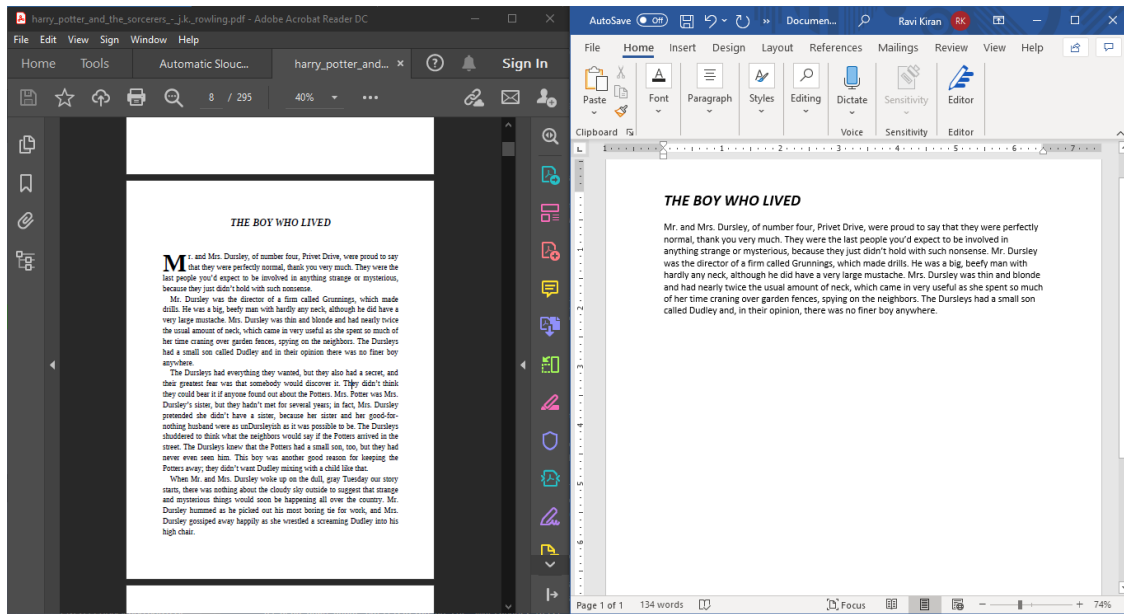 harry_potter_and_the_sorcerers_-_j.k._rowling.pdf - Adobe Acrobat Reader DC
File Edit View Sign Window Help
Home Tools Automatic Slouc... harry_potter_and... × Sign In
8 / 295 40%
THE BOY WHO LIVED
Mr. and Mrs. Dursley, of number four, Privet Drive, were proud to say
that they were perfectly normal, thank you very much. They were the
last people you'd expect to be involved in anything strange or mysterious,
because they just didn't hold with such nonsense.
Mr. Dursley was the director of a firm called Grunnings, which made
drills. He was a big, beefy man with hardly any neck, although he did have a
very large mustache. Mrs. Dursley was thin and blonde and had nearly twice
the usual amount of neck, which came in very useful as she spent so much of
her time craning over garden fences, spying on the neighbors. The Dursleys
had a small son called Dudley and in their opinion there was no finer boy
anywhere.
The Dursleys had everything they wanted, but they also had a secret, and
their greatest fear was that somebody would discover it. They didn't think
they could bear it if anyone found out about the Potters. Mrs. Potter was Mrs.
Dursley's sister, but they hadn't met for several years; in fact, Mrs. Dursley
pretended she didn't have a sister, because her sister and her good-for-
nothing husband were as unDursleyish as it was possible to be. The Dursleys
shuddered to think what the neighbors would say if the Potters arrived in the
street. The Dursleys knew that the Potters had a small son, too, but they had
never even seen him. This boy was another good reason for keeping the
Potters away; they didn't want Dudley mixing with a child like that.
When Mr. and Mrs. Dursley woke up on the dull, gray Tuesday our story
starts, there was nothing about the cloudy sky outside to suggest that strange
and mysterious things would soon be happening all over the country. Mr.
Dursley hummed as he picked out his most boring tie for work, and Mrs.
Dursley gossiped away happily as she wrestled a screaming Dudley into his
high chair.
AutoSave Off Documen... Ravi Kiran RK
File Home Insert Design Layout References Mailings Review View Help
Paste Font Paragraph Styles Editing Dictate Sensitivity Editor
Clipboard Voice Sensitivity Editor
1 1 2 3 4 5 6 7
THE BOY WHO LIVED
Mr. and Mrs. Dursley, of number four, Privet Drive, were proud to say that they were perfectly
normal, thank you very much. They were the last people you'd expect to be involved in
anything strange or mysterious, because they just didn't hold with such nonsense. Mr. Dursley
was the director of a firm called Grunnings, which made drills. He was a big, beefy man with
hardly any neck, although he did have a very large mustache. Mrs. Dursley was thin and blonde
and had nearly twice the usual amount of neck, which came in very useful as she spent so much
of her time craning over garden fences, spying on the neighbors. The Dursleys had a small son
called Dudley and, in their opinion, there was no finer boy anywhere.
Page 1 of 1 134 words Focus 74%